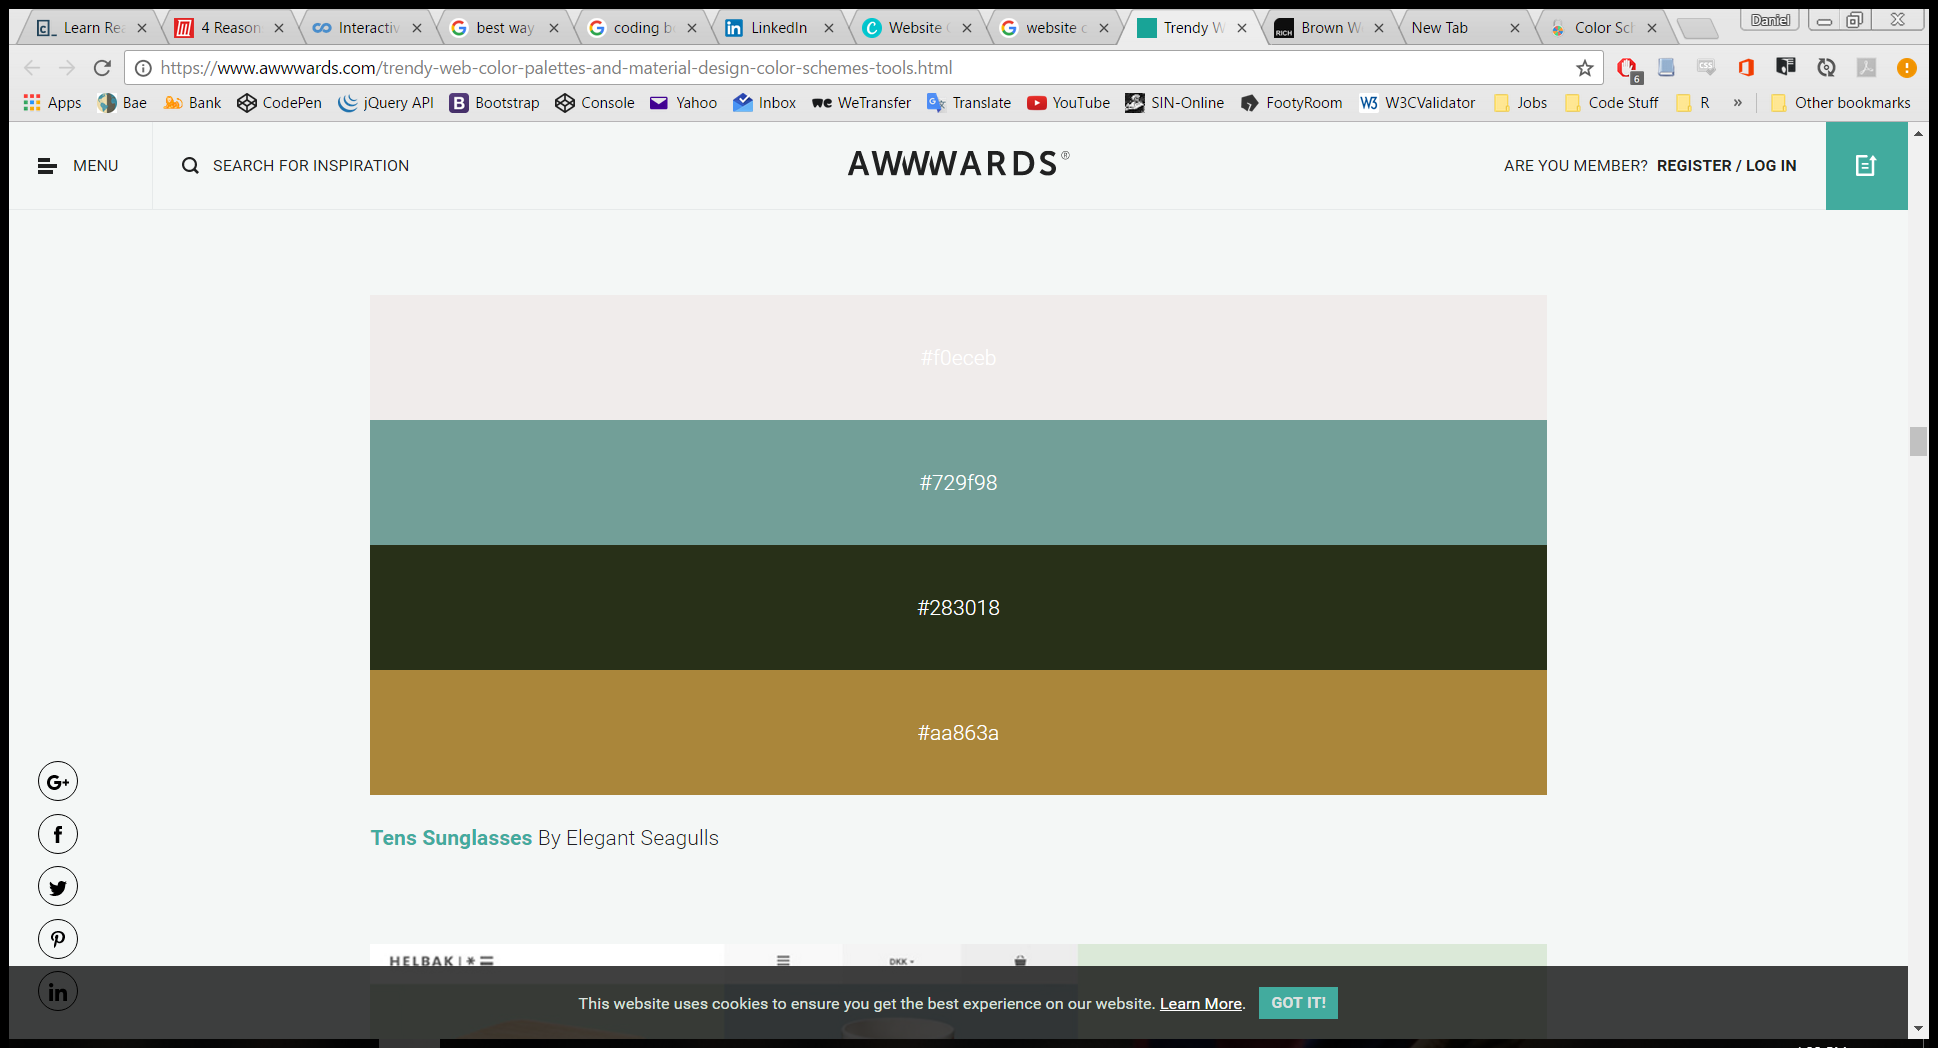 Learn Rea
4 Reason
Interactiv
best way
coding b
LinkedIn
Website
website c
Trendy W
RICH
Brown W
New Tab
Color Sch
Daniel
https://www.awwwards.com/trendy-web-color-palettes-and-material-design-color-schemes-tools.html
6
Apps Bae Bank CodePen jQuery API Bootstrap Console Yahoo Inbox WeTransfer Translate YouTube SIN-Online FootyRoom W3CValidator Jobs Code Stuff R » Other bookmarks
MENU
SEARCH FOR INSPIRATION
AWWWARDS®
ARE YOU MEMBER? REGISTER / LOG IN
#f0eceb
#729f98
#283018
#aa863a
Tens Sunglasses By Elegant Seagulls
HELBAK
DKK
This website uses cookies to ensure you get the best experience on our website. Learn More.
GOT IT!